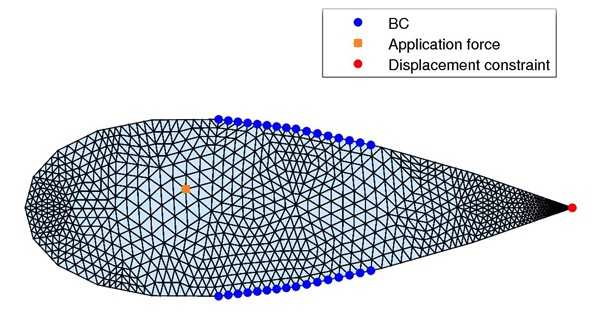 BC
Application force
Displacement constraint